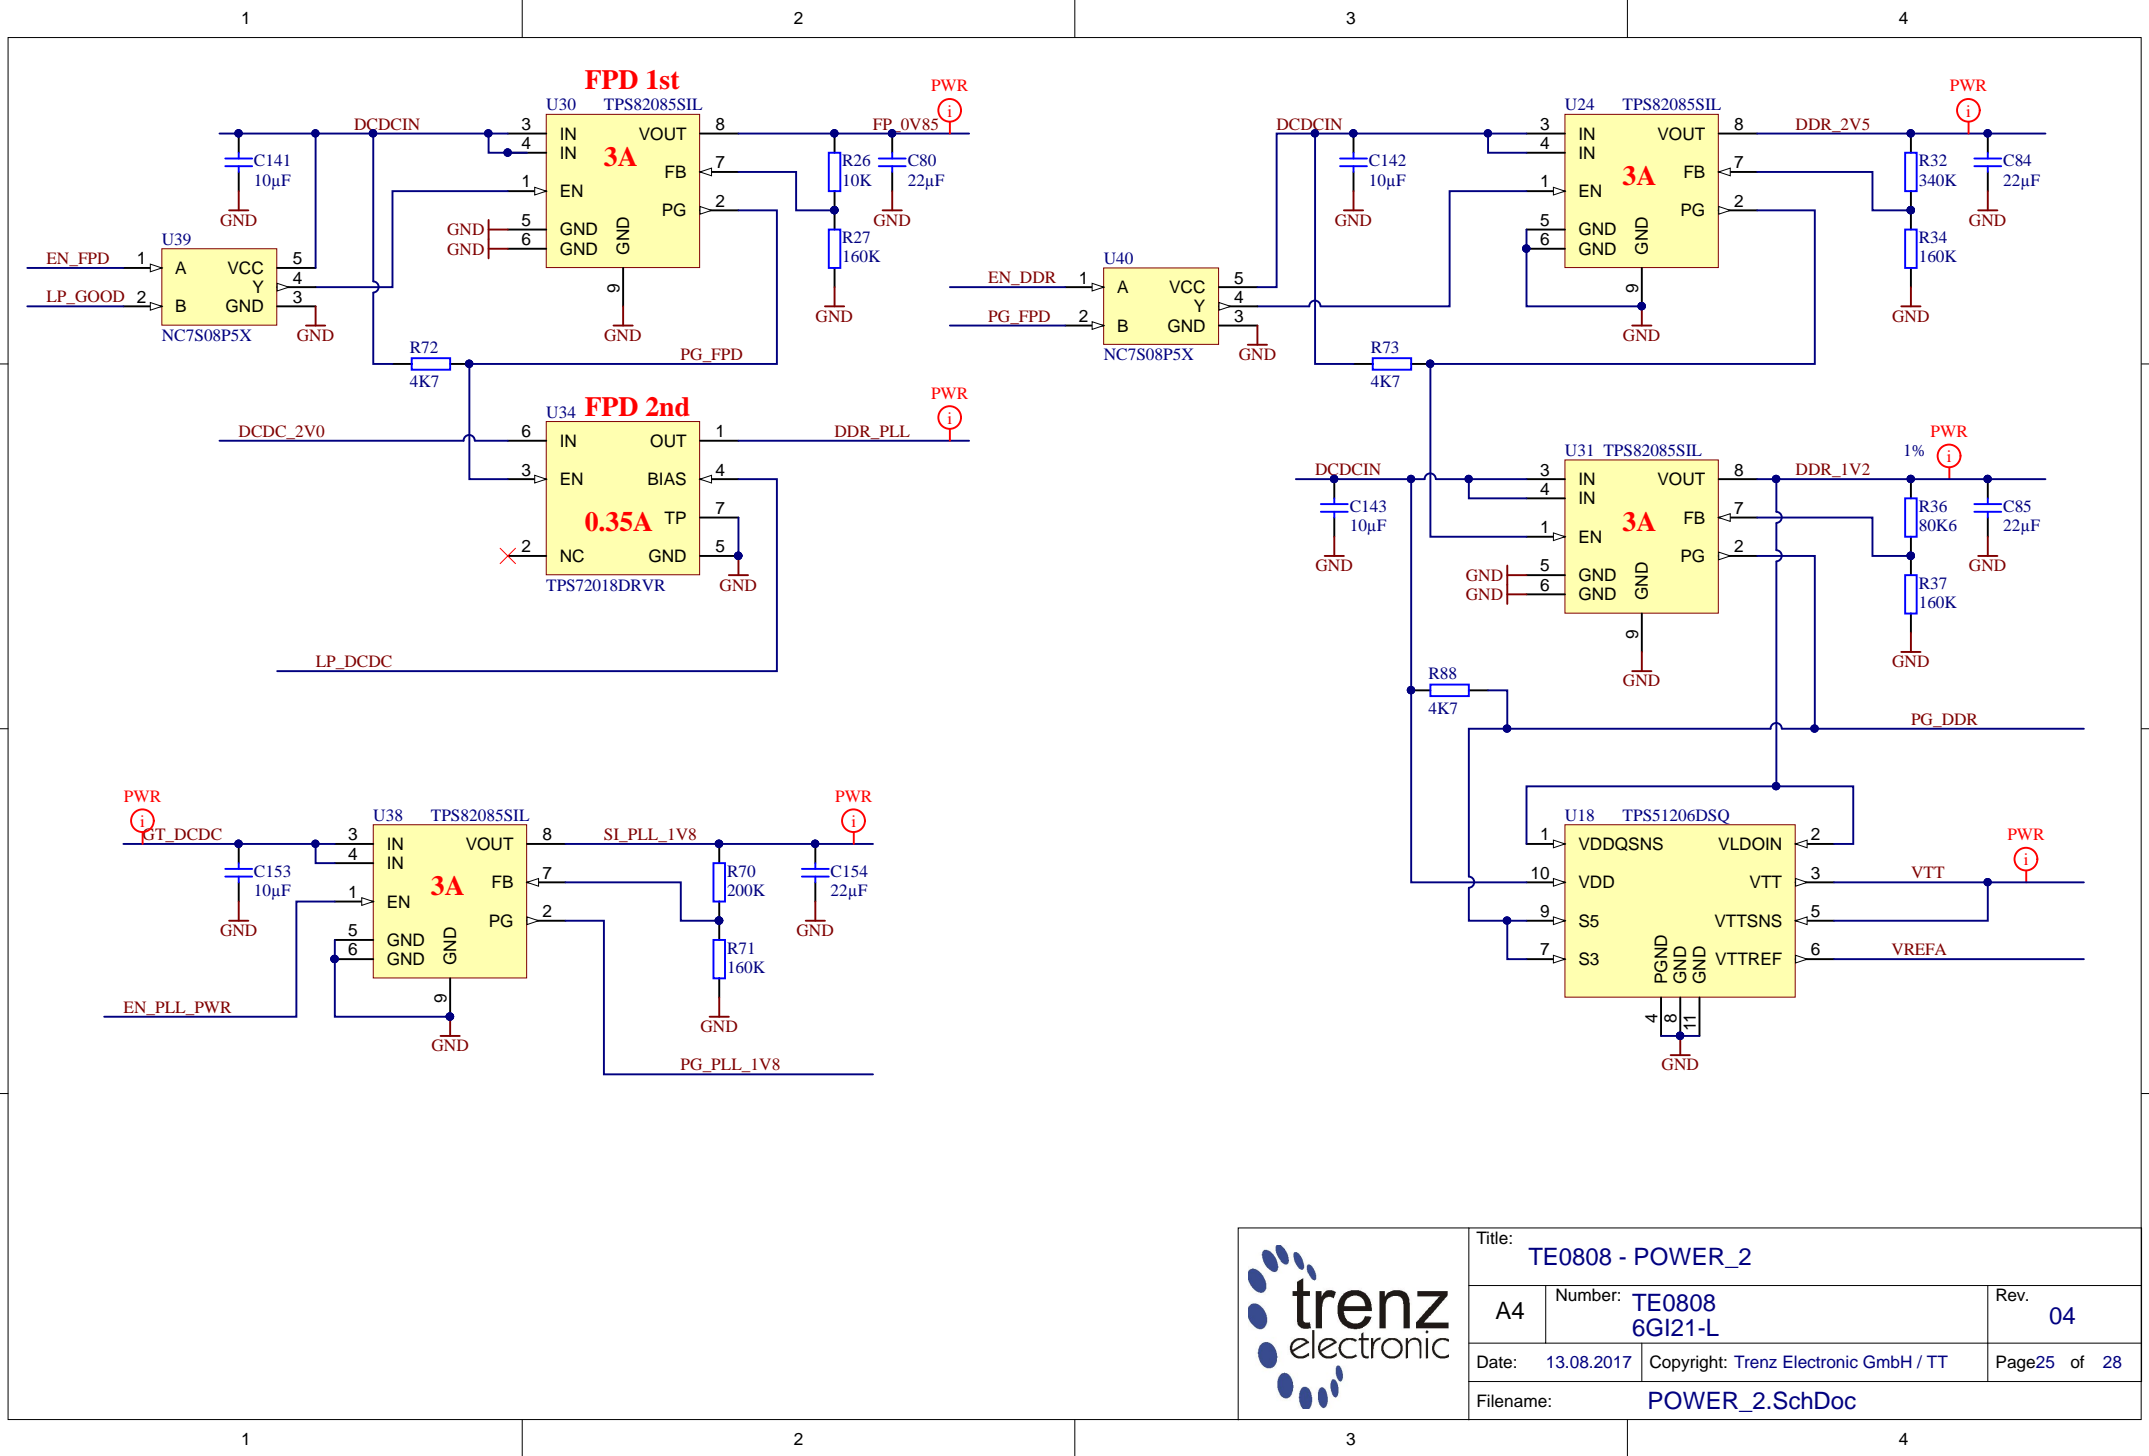 1 2 3 4
FPD 1st
U30 TPS82085SIL
PWR
i
DCDCIN
3 IN VOUT 8
FP_0V85
4 IN
3A
FB 7
1 EN
PG 2
GND 5 GND
GND 6 GND
GND
9
GND
C141
10µF
GND
R26
10K
C80
22µF
GND
R27
160K
GND
U39
EN_FPD 1 A VCC 5
Y 4
LP_GOOD 2 B GND 3
NC7S08P5X
GND
R72
4K7
PG_FPD
U34 FPD 2nd
PWR
i
DCDC_2V0 6 IN OUT 1 DDR_PLL
3 EN BIAS 4
0.35A TP 7
2 NC GND 5
TPS72018DRVR
GND
LP_DCDC
PWR
i
GT_DCDC
U38 TPS82085SIL
PWR
i
3 IN VOUT 8 SI_PLL_1V8
4 IN
3A
FB 7
1 EN
PG 2
5 GND
6 GND
GND
9
GND
C153
10µF
GND
R70
200K
C154
22µF
GND
R71
160K
GND
EN_PLL_PWR
PG_PLL_1V8
U24 TPS82085SIL
PWR
i
DCDCIN
3 IN VOUT 8 DDR_2V5
4 IN
3A
FB 7
1 EN
PG 2
5 GND
6 GND
GND
9
GND
C142
10µF
GND
R32
340K
C84
22µF
GND
R34
160K
GND
U40
EN_DDR 1 A VCC 5
Y 4
PG_FPD 2 B GND 3
NC7S08P5X
GND
R73
4K7
U31 TPS82085SIL
1%
PWR
i
DCDCIN
3 IN VOUT 8 DDR_1V2
4 IN
3A
FB 7
1 EN
PG 2
GND 5 GND
GND 6 GND
GND
9
GND
C143
10µF
GND
R36
80K6
C85
22µF
GND
R37
160K
GND
R88
4K7
PG_DDR
U18 TPS51206DSQ
PWR
i
1 VDDQSNS VLDOIN 2
10 VDD VTT 3 VTT
9 S5 VTTSNS 5
7 S3 VTTREF 6 VREFA
PGND
GND
GND
4
8
11
GND
trenz
electronic
Title:
TE0808 - POWER_2
A4
Number: TE0808
6GI21-L
Rev.
04
Date: 13.08.2017 Copyright: Trenz Electronic GmbH / TT Page25 of 28
Filename: POWER_2.SchDoc
1 2 3 4